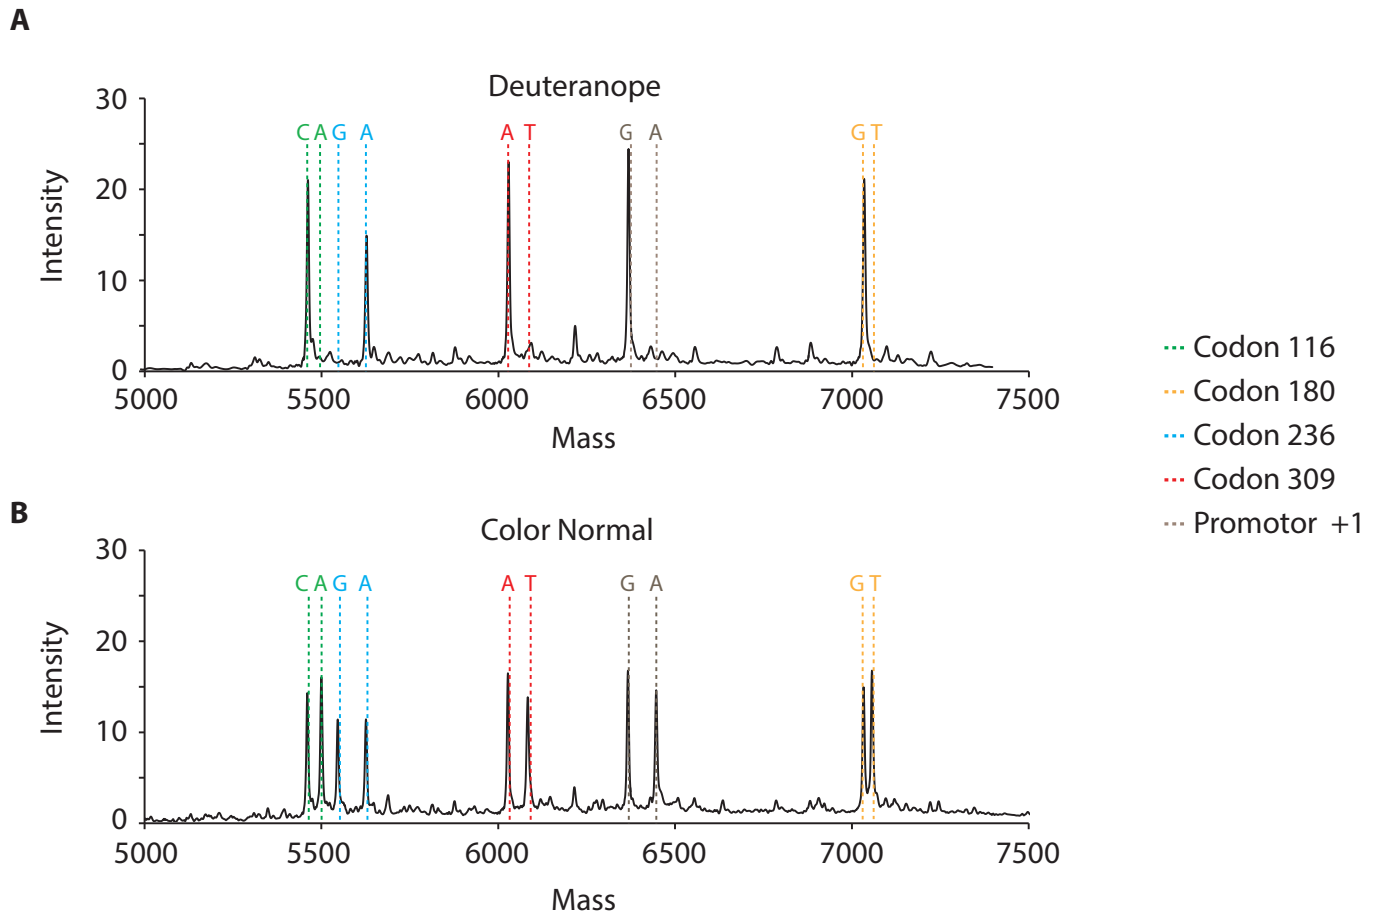 A
Deuteranope
30
20
10
0
Intensity
C A G A A T G A G T
5000 5500 6000 6500 7000 7500
Mass
Codon 116
Codon 180
Codon 236
Codon 309
Promotor +1
B
Color Normal
30
20
10
0
Intensity
C A G A A T G A G T
5000 5500 6000 6500 7000 7500
Mass